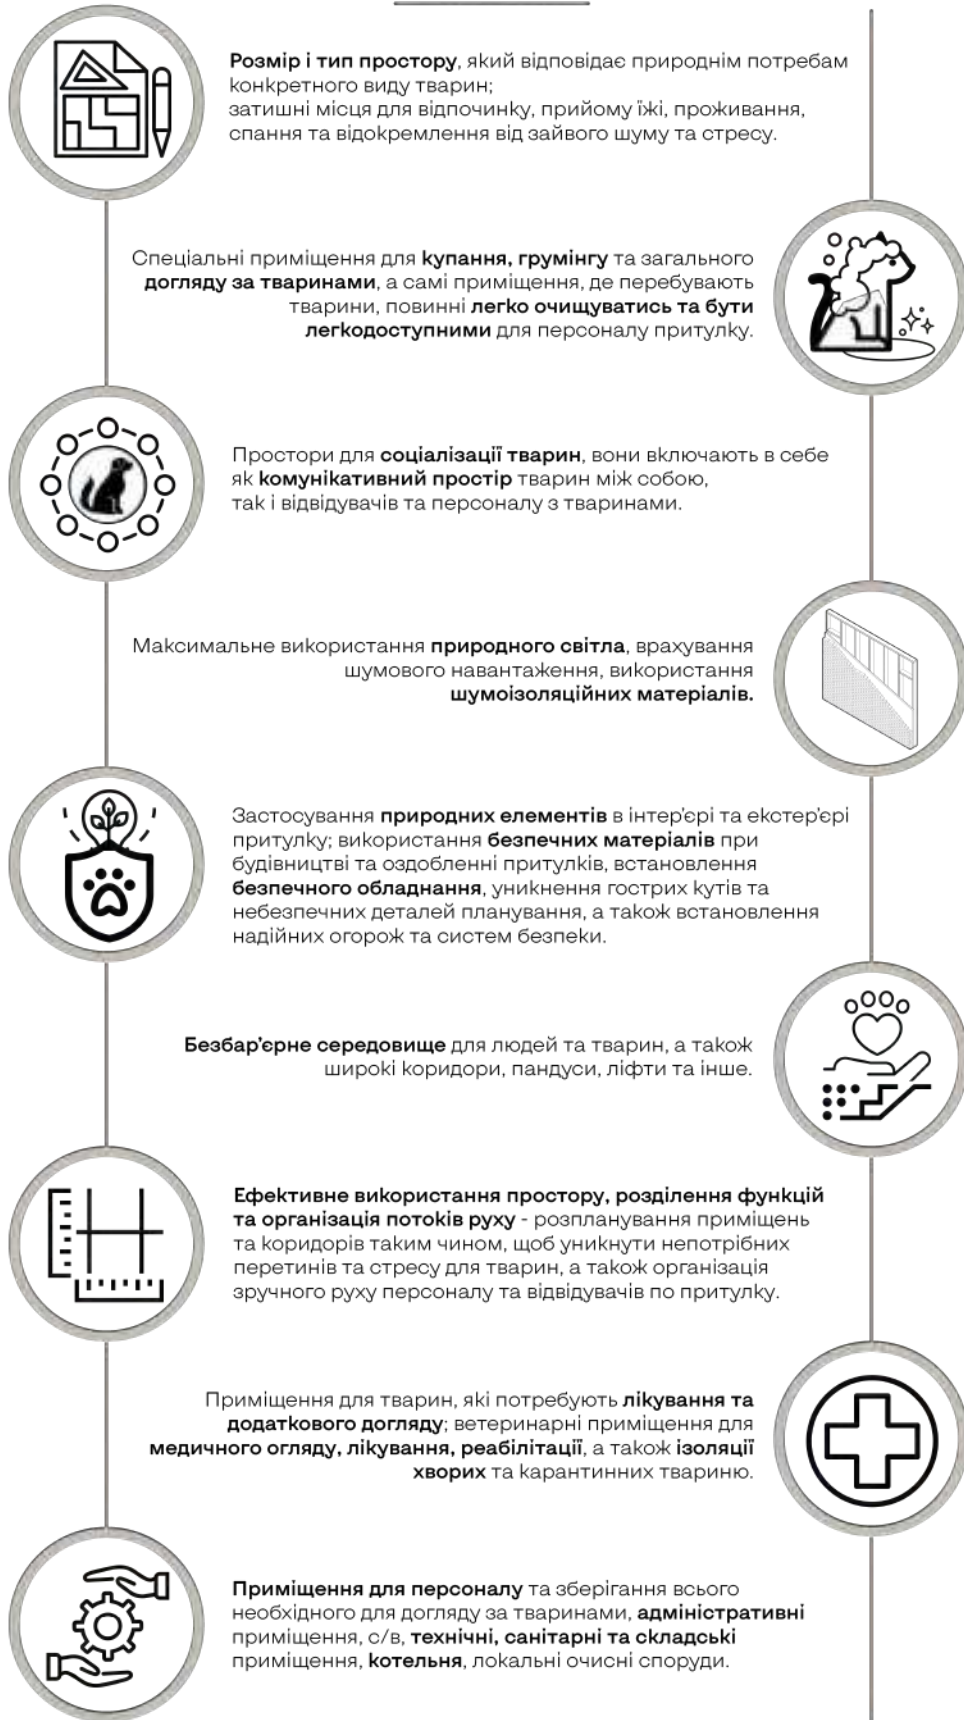 Розмір і тип простору, який відповідає природнім потребам
конкретного виду тварин;
затишні місця для відпочинку, прийому їжі, проживання,
спання та відокремлення від зайвого шуму та стресу.
Спеціальні приміщення для купання, грумінгу та загального
догляду за тваринами, а самі приміщення, де перебувають
тварини, повинні легко очищуватись та бути
легкодоступними для персоналу притулку.
Простори для соціалізації тварин, вони включають в себе
як комунікативний простір тварин між собою,
так і відвідувачів та персоналу з тваринами.
Максимальне використання природного світла, врахування
шумового навантаження, використання
шумоізоляційних матеріалів.
Застосування природних елементів в інтер'єрі та екстер'єрі
притулку; використання безпечних матеріалів при
будівництві та оздобленні притулків, встановлення
безпечного обладнання, уникнення гострих кутів та
небезпечних деталей планування, а також встановлення
надійних огорож та систем безпеки.
Безбар'єрне середовище для людей та тварин, а також
широкі коридори, пандуси, ліфти та інше.
Ефективне використання простору, розділення функцій
та організація потоків руху - розпланування приміщень
та коридорів таким чином, щоб уникнути непотрібних
перетинів та стресу для тварин, а також організація
зручного руху персоналу та відвідувачів по притулку.
Приміщення для тварин, які потребують лікування та
додаткового догляду; ветеринарні приміщення для
медичного огляду, лікування, реабілітації, а також ізоляції
хворих та карантинних твариню.
Приміщення для персоналу та зберігання всього
необхідного для догляду за тваринами, адміністративні
приміщення, с/в, технічні, санітарні та складські
приміщення, котельня, локальні очисні споруди.